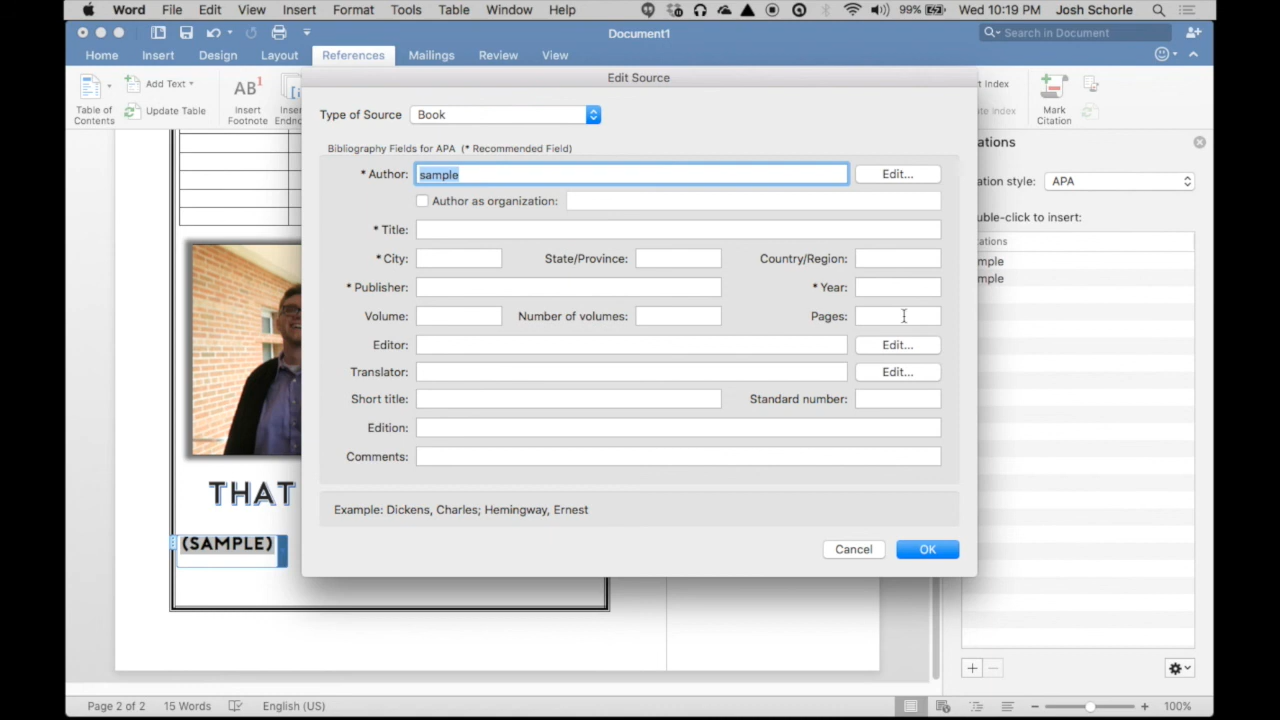 Word File Edit View Insert Format Tools Table Window Help 99% Wed 10:19 PM Josh Schorle
Document1
Search in Document
Home Insert Design Layout References Mailings Review View
Table of Contents
Add Text
Update Table
AB1
Insert Footnote
Mark Citation
Edit Source
Type of Source Book
Bibliography Fields for APA (* Recommended Field)
* Author: sample Edit...
Author as organization:
* Title:
* City: State/Province: Country/Region:
* Publisher: * Year:
Volume: Number of volumes: Pages:
Editor: Edit...
Translator: Edit...
Short title: Standard number:
Edition:
Comments:
Example: Dickens, Charles; Hemingway, Ernest
Cancel OK
ations
ation style: APA
uble-click to insert:
ations
mple
mple
THAT
(SAMPLE)
Page 2 of 2 15 Words English (US) 100%